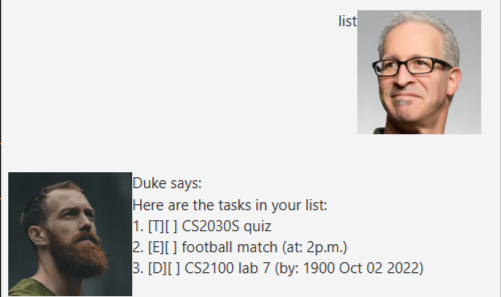 list
Duke says:
Here are the tasks in your list:
1. [T][ ] CS2030S quiz
2. [E][ ] football match (at: 2p.m.)
3. [D][ ] CS2100 lab 7 (by: 1900 Oct 02 2022)